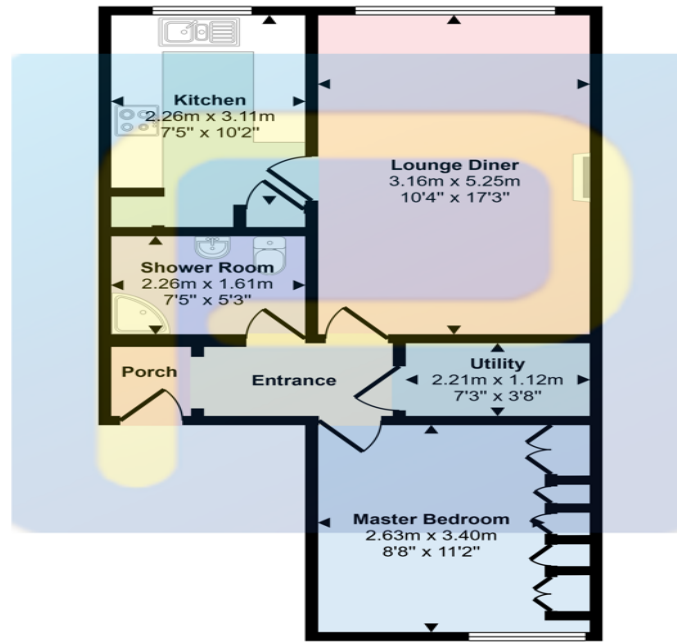 Kitchen
2.26m x 3.11m
7'5" x 10'2"
Lounge Diner
3.16m x 5.25m
10'4" x 17'3"
Shower Room
2.26m x 1.61m
7'5" x 5'3"
Porch
Entrance
Utility
2.21m x 1.12m
7'3" x 3'8"
Master Bedroom
2.63m x 3.40m
8'8" x 11'2"